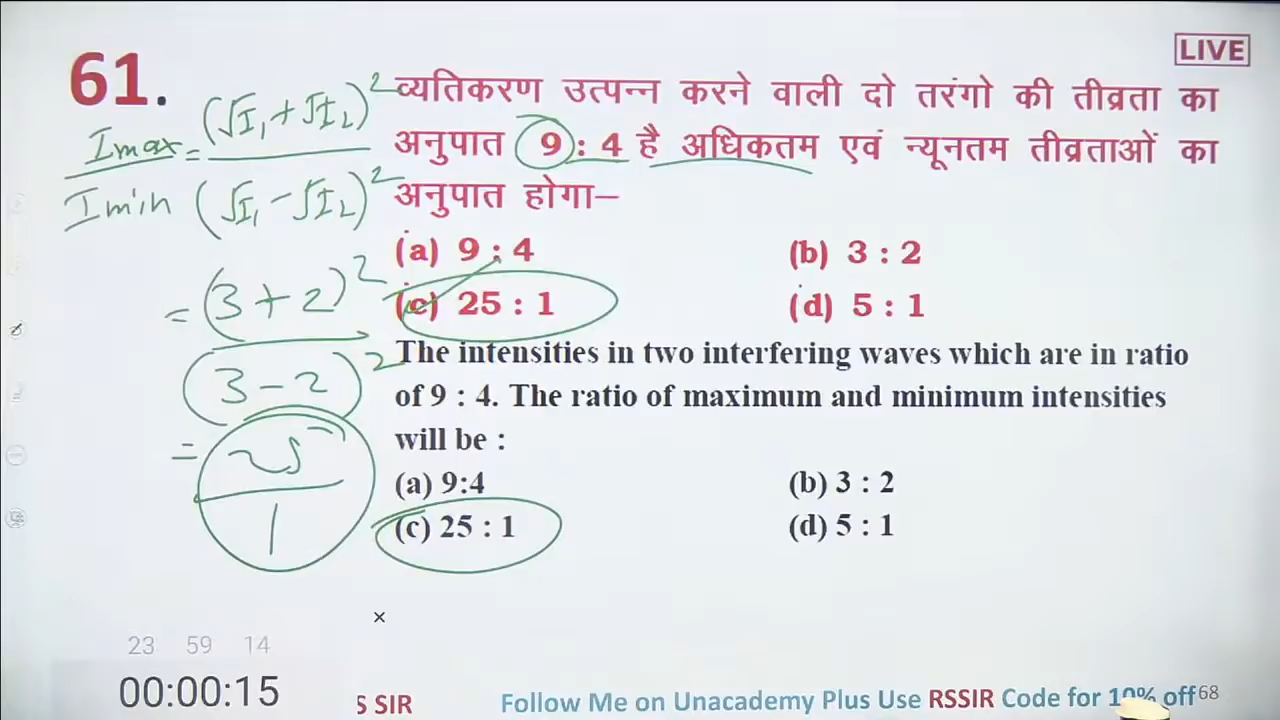 LIVE
61.
व्यतिकरण उत्पन्न करने वाली दो तरंगो की तीव्रता का
अनुपात 9 : 4 है अधिकतम एवं न्यूनतम तीव्रताओं का
अनुपात होगा–
(a) 9 : 4 (b) 3 : 2
(c) 25 : 1 (d) 5 : 1
The intensities in two interfering waves which are in ratio
of 9 : 4. The ratio of maximum and minimum intensities
will be :
(a) 9:4 (b) 3 : 2
(c) 25 : 1 (d) 5 : 1
Imax/Imin = (√I₁ + √I₂)²/(√I₁ - √I₂)²
= (3 + 2)²/(3 - 2)²
= 25/1
×
23 59 14
00:00:15
S SIR
Follow Me on Unacademy Plus Use RSSIR Code for 10% off
68